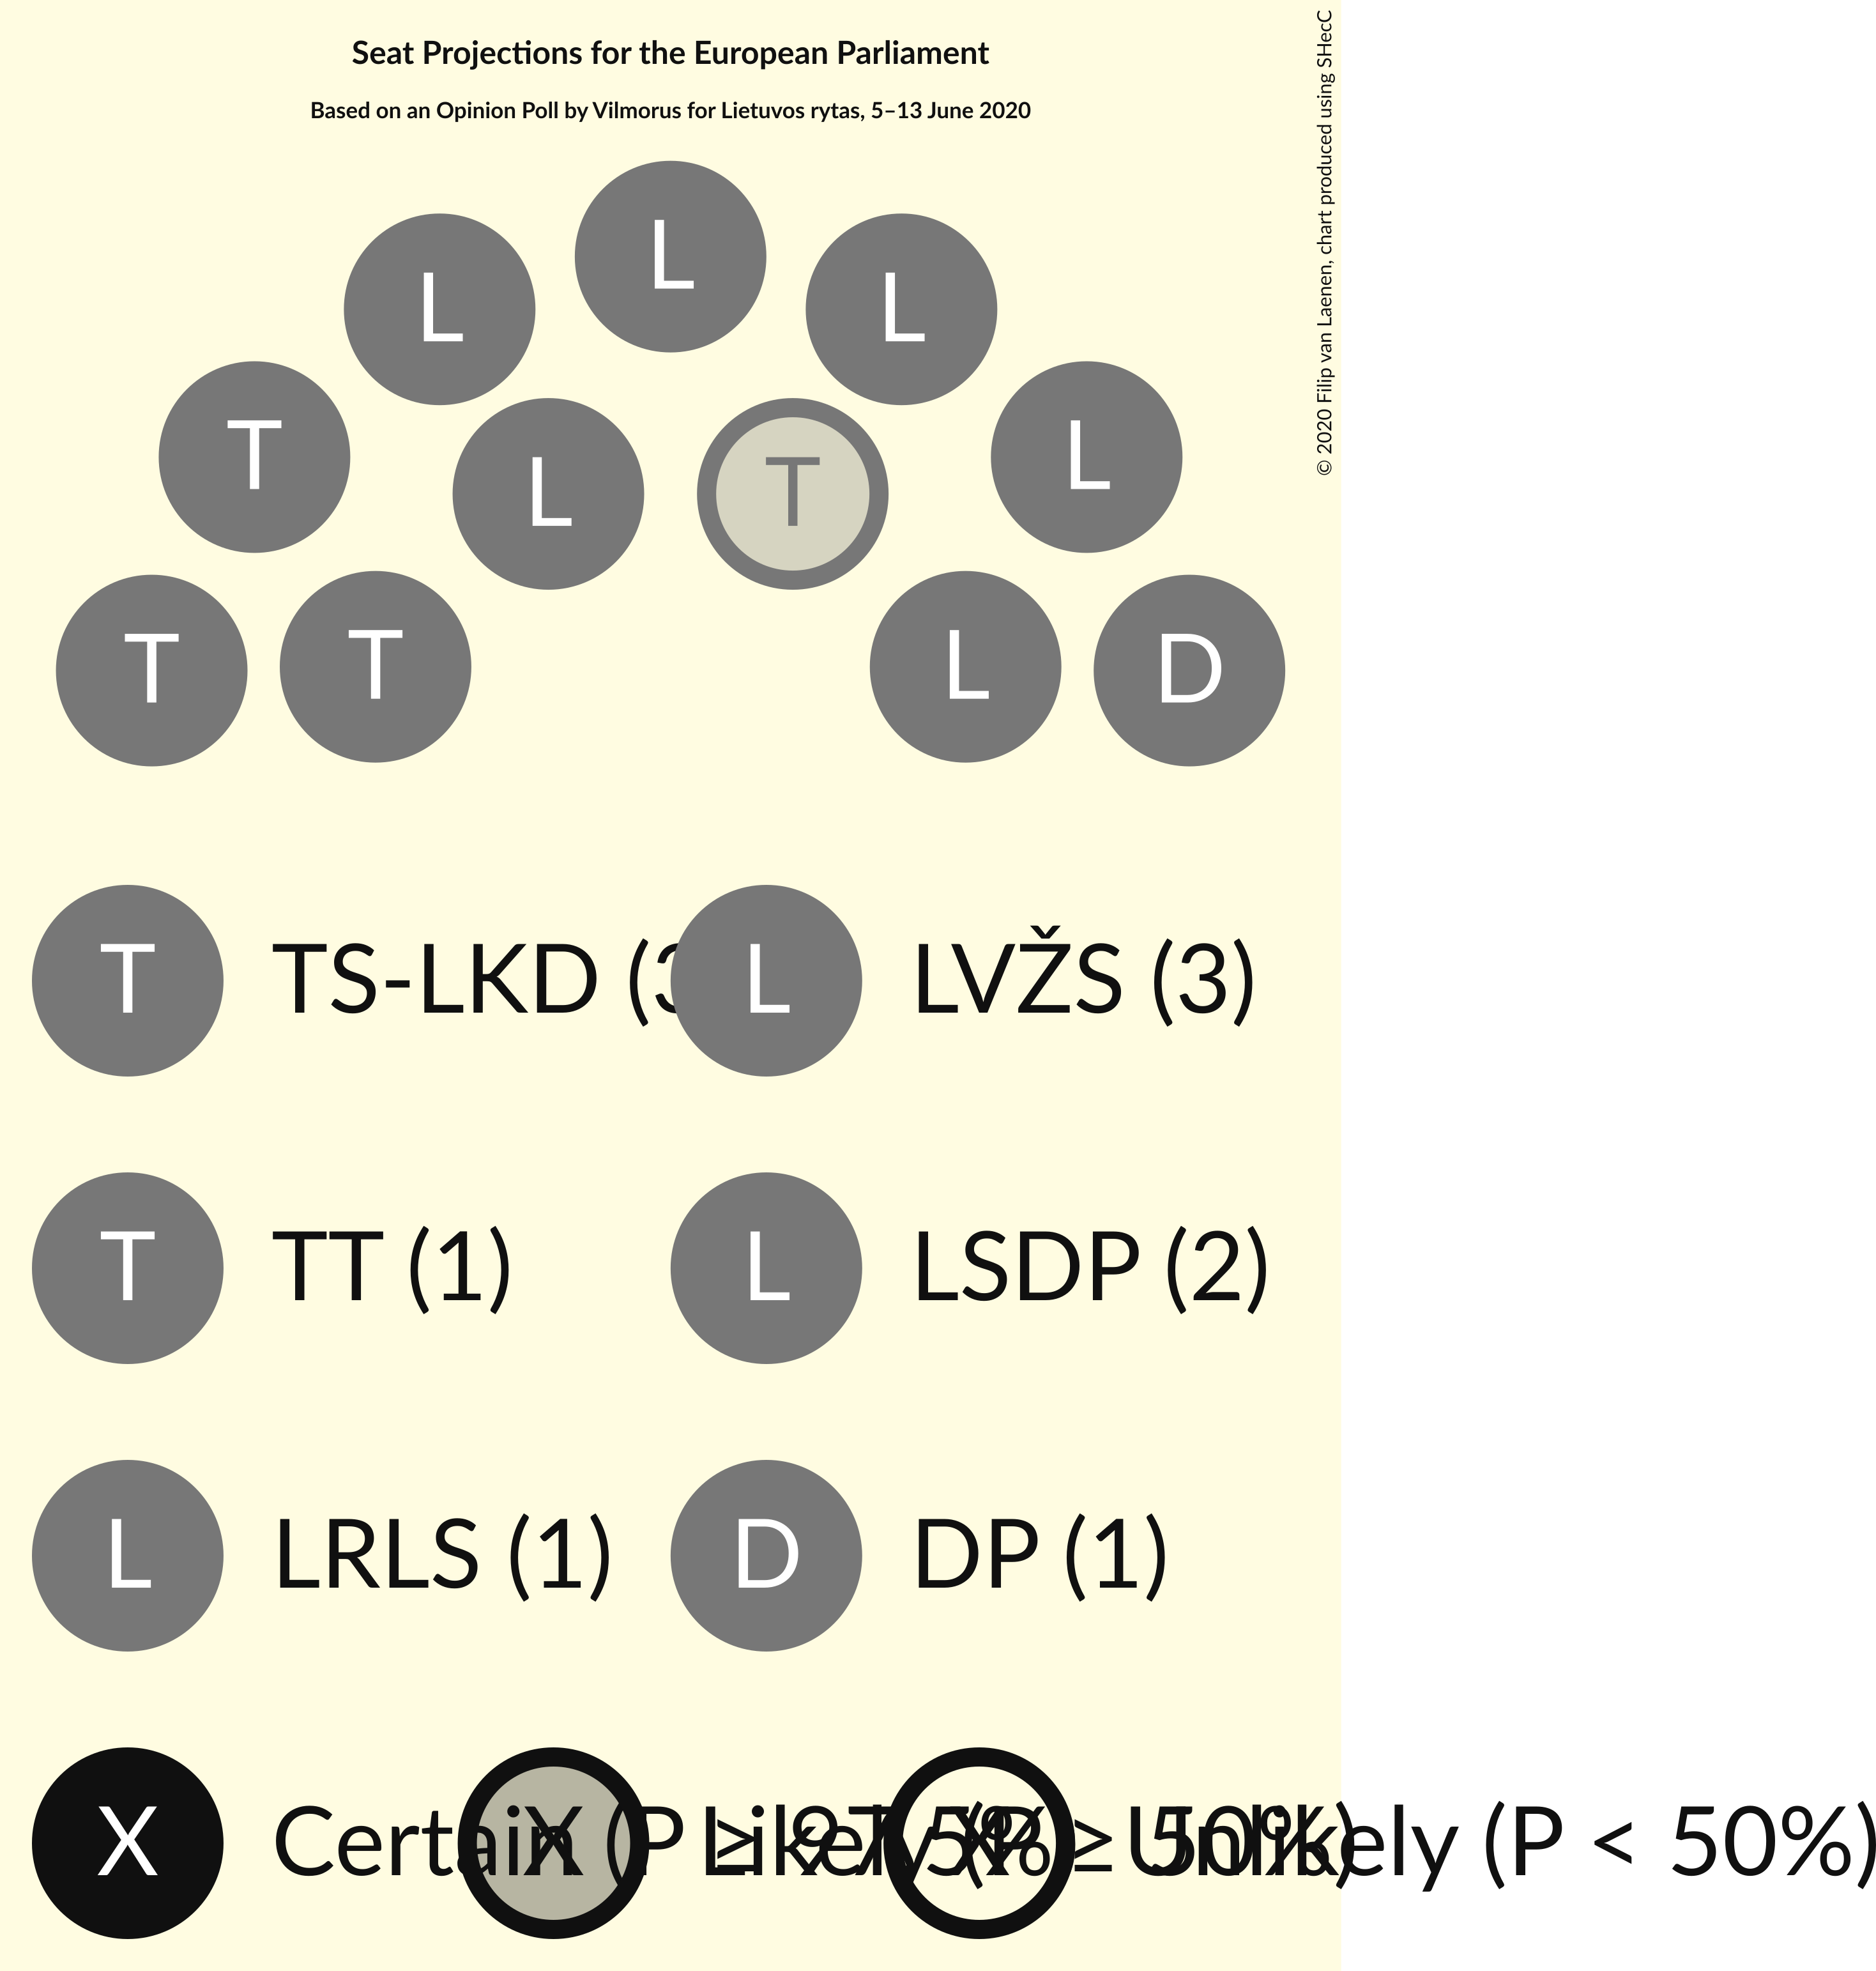 Seat Projections for the European Parliament
Based on an Opinion Poll by Vilmorus for Lietuvos rytas, 5–13 June 2020
© 2020 Filip van Laenen, chart produced using SHecC
L
L L
T L
L T
T T L D
T TS-LKD (3 L LVŽS (3)
T TT (1) L LSDP (2)
L LRLS (1) D DP (1)
X Certain (P ≥ X Likely (P ≥ 50%) X Unlikely (P < 50%)